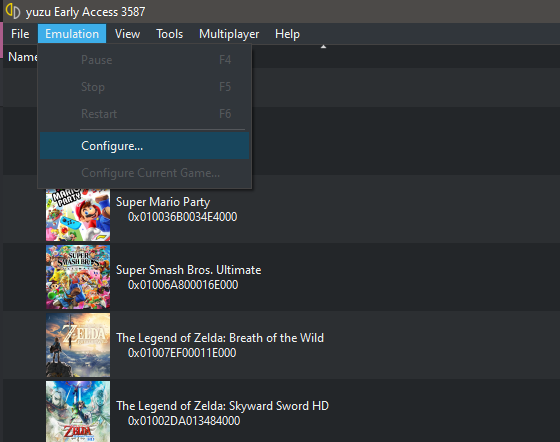 yuzu Early Access 3587
File Emulation View Tools Multiplayer Help
Name
Pause F4
Stop F5
Restart F6
Configure...
Configure Current Game...
MARIO
PARTY
Super Mario Party
0x010036B0034E4000
SUPER
SMASH BROS.
ULTIMATE
Super Smash Bros. Ultimate
0x01006A800016E000
ZELDA
The Legend of Zelda: Breath of the Wild
0x01007EF00011E000
ZELDA
HD
The Legend of Zelda: Skyward Sword HD
0x01002DA013484000